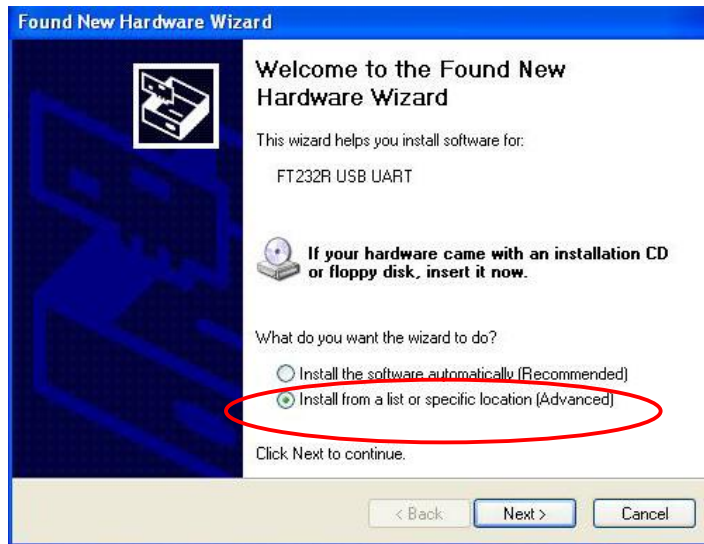 Found New Hardware Wizard
Welcome to the Found New
Hardware Wizard
This wizard helps you install software for:
FT232R USB UART
If your hardware came with an installation CD
or floppy disk, insert it now.
What do you want the wizard to do?
Install the software automatically (Recommended)
Install from a list or specific location (Advanced)
Click Next to continue.
< Back Next > Cancel